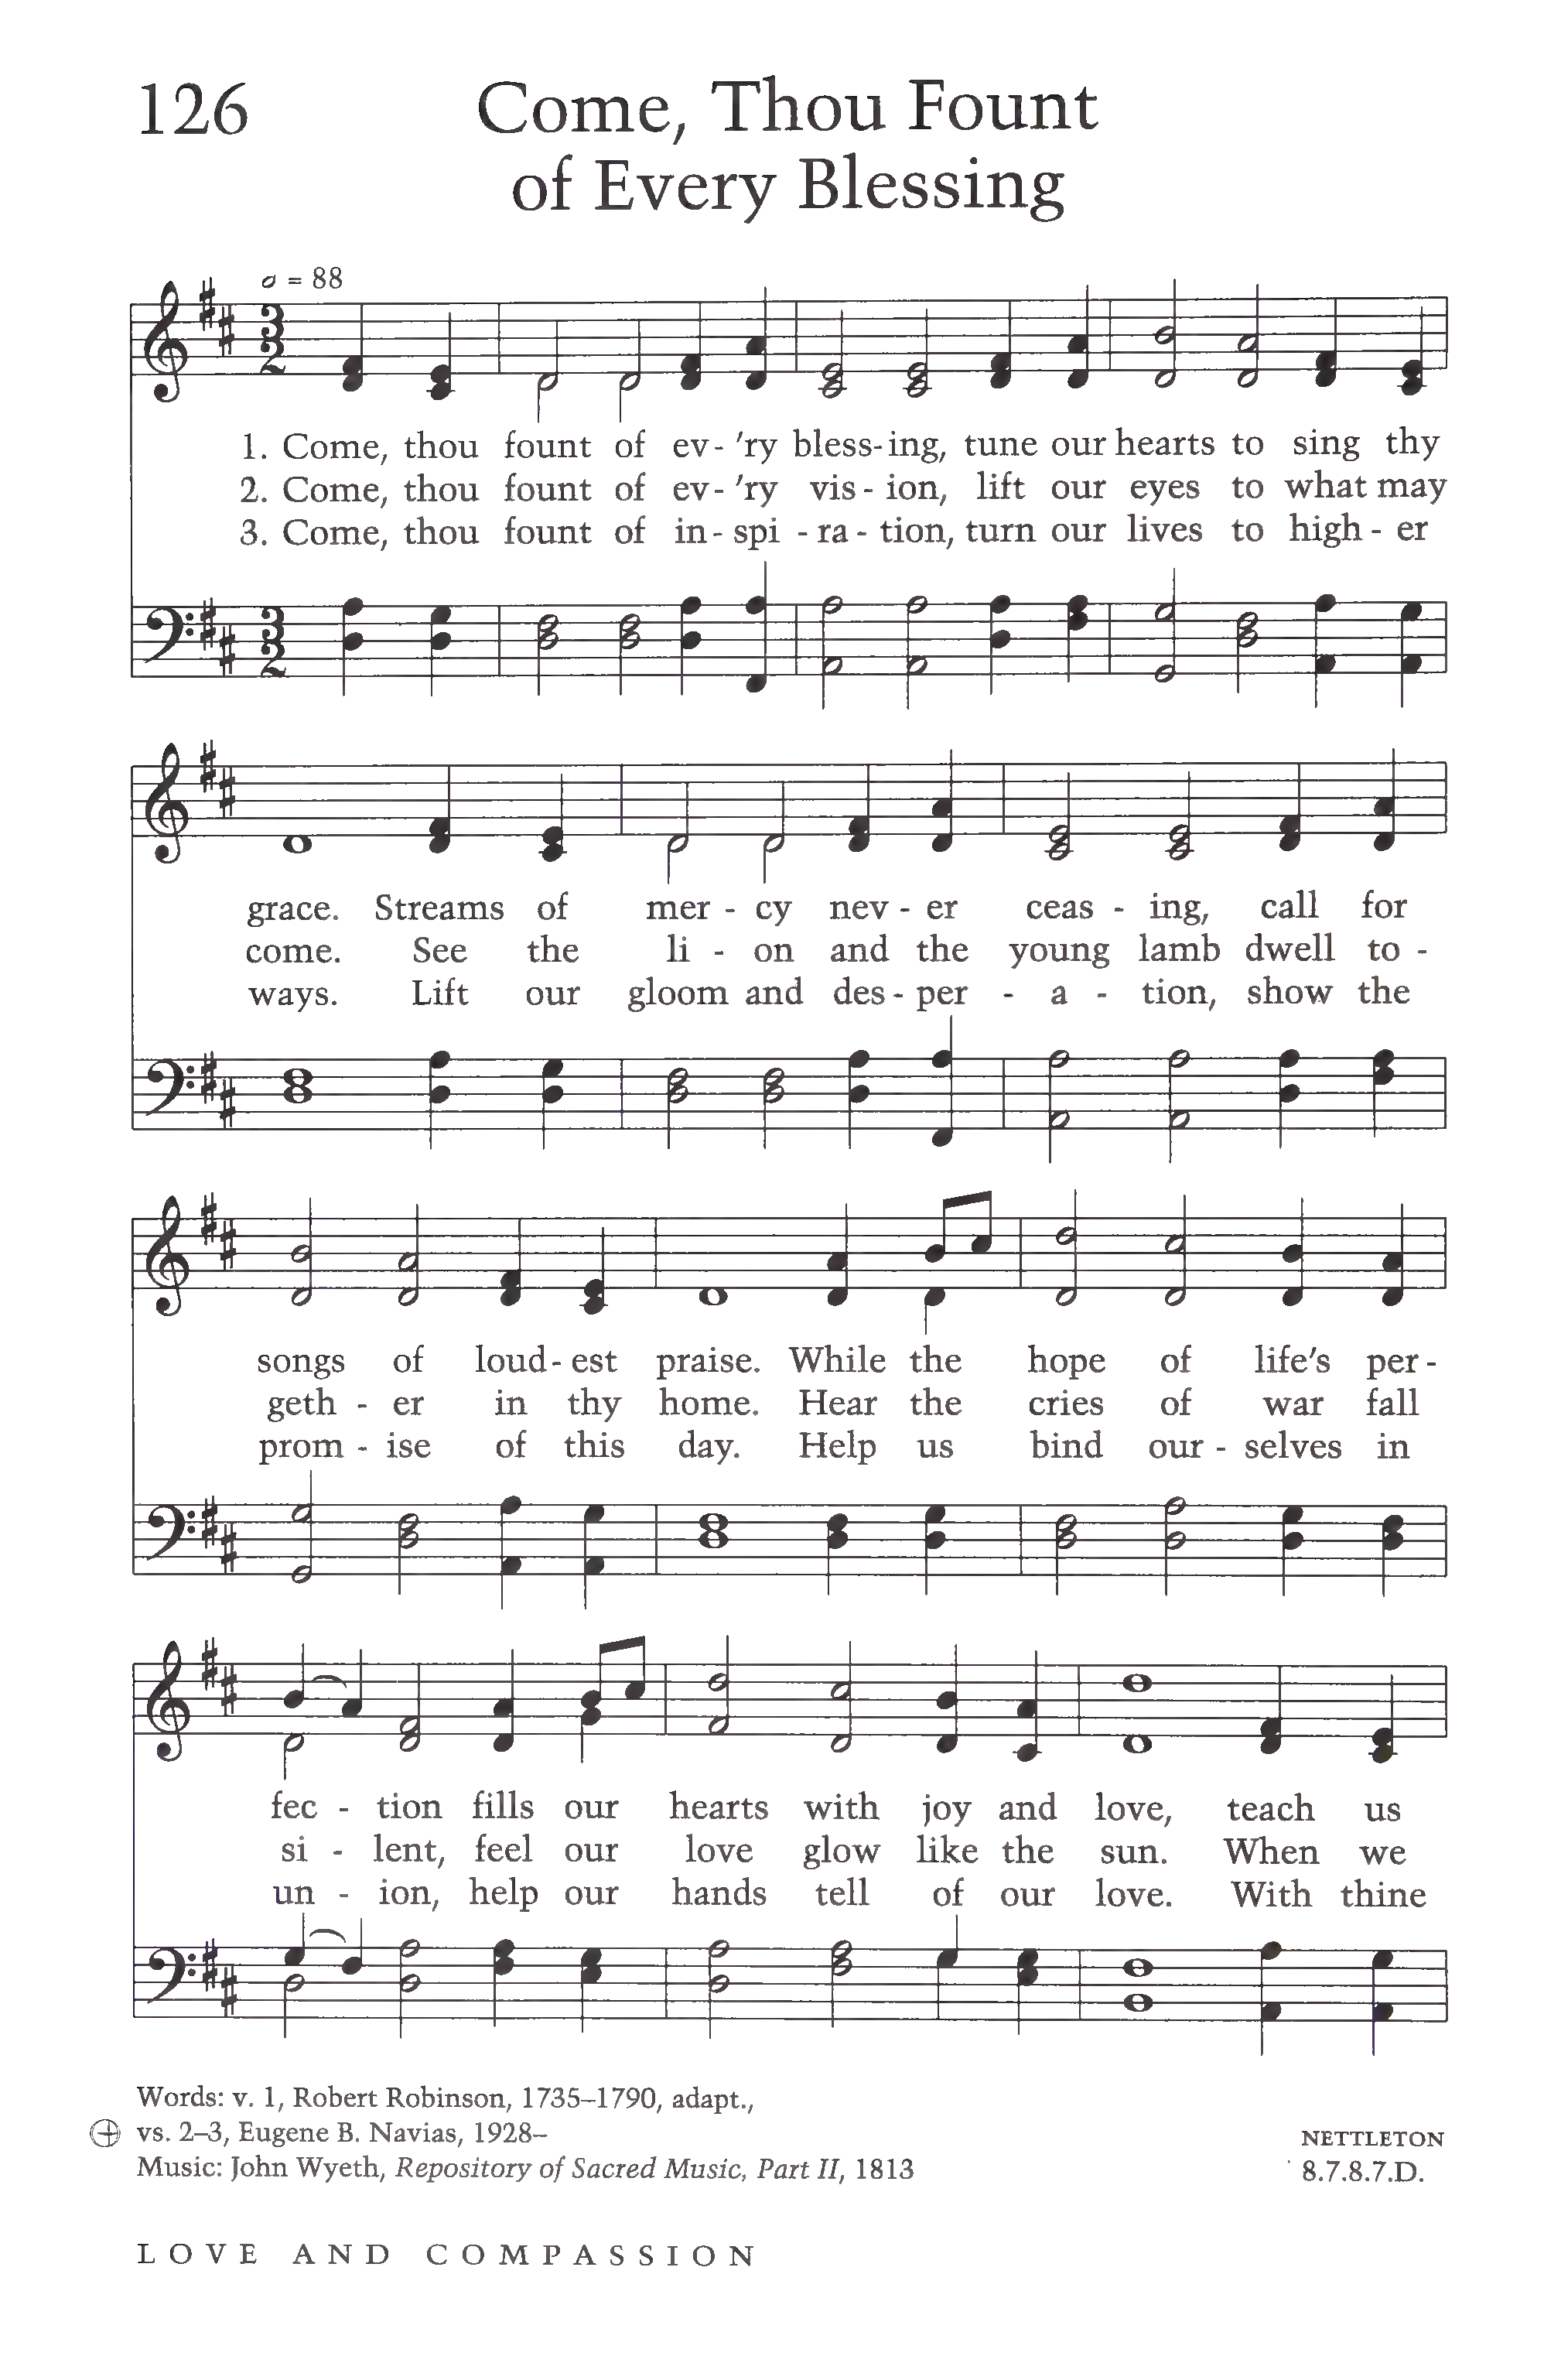 126
Come, Thou Fount
of Every Blessing
= 88
1. Come, thou fount of ev- 'ry bless-ing, tune our hearts to sing thy
2. Come, thou fount of ev- 'ry vis - ion, lift our eyes to what may
3. Come, thou fount of in- spi - ra - tion, turn our lives to high - er
grace. Streams of mer - cy nev - er ceas - ing, call for
come. See the li - on and the young lamb dwell to -
ways. Lift our gloom and des - per - a - tion, show the
songs of loud- est praise. While the hope of life's per -
geth - er in thy home. Hear the cries of war fall
prom - ise of this day. Help us bind our - selves in
fec - tion fills our hearts with joy and love, teach us
si - lent, feel our love glow like the sun. When we
un - ion, help our hands tell of our love. With thine
Words: v. 1, Robert Robinson, 1735–1790, adapt.,
vs. 2–3, Eugene B. Navias, 1928–
Music: John Wyeth, Repository of Sacred Music, Part II, 1813
NETTLETON
8.7.8.7.D.
LOVE AND COMPASSION